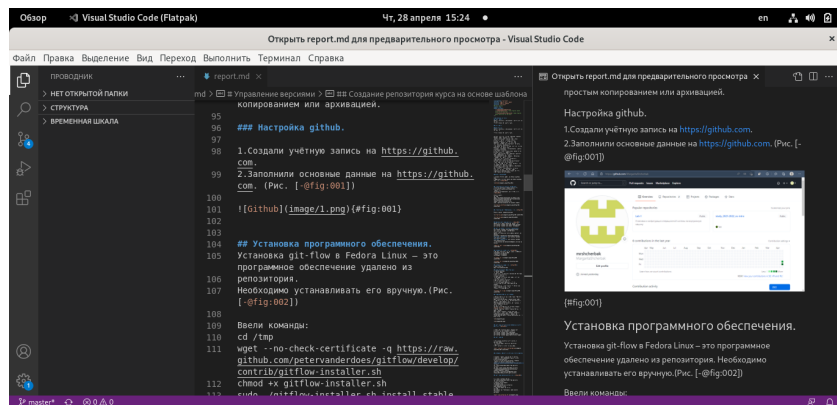 Обзор
Visual Studio Code (Flatpak)
Чт, 28 апреля 15:24
en
Открыть report.md для предварительного просмотра - Visual Studio Code
Файл Правка Выделение Вид Переход Выполнить Терминал Справка
ПРОВОДНИК
НЕТ ОТКРЫТОЙ ПАПКИ
СТРУКТУРА
ВРЕМЕННАЯ ШКАЛА
report.md
md > # Управление версиями > ## Создание репозитория курса на основе шаблона
копированием или архивацией.
95
96 ### Настройка github.
97
98 1.Создали учётную запись на https://github.
com.
99 2.Заполнили основные данные на https://github.
com. (Рис. [-@fig:001])
100
101 ![Github](image/1.png){#fig:001}
102
103
104 ## Установка программного обеспечения.
105 Установка git-flow в Fedora Linux – это
программное обеспечение удалено из
106 репозитория.
107 Необходимо устанавливать его вручную.(Рис.
[-@fig:002])
108
109 Ввели команды:
110 cd /tmp
111 wget --no-check-certificate -q https://raw.
github.com/petervanderdoes/gitflow/develop/
contrib/gitflow-installer.sh
112 chmod +x gitflow-installer.sh
113 sudo ./gitflow-installer.sh install stable
Открыть report.md для предварительного просмотра
простым копированием или архивацией.
Настройка github.
1.Создали учётную запись на https://github.com.
2.Заполнили основные данные на https://github.com. (Рис. [-
@fig:001])
{#fig:001}
Установка программного обеспечения.
Установка git-flow в Fedora Linux – это программное
обеспечение удалено из репозитория. Необходимо
устанавливать его вручную.(Рис. [-@fig:002])
Ввели команды:
master*
0 0